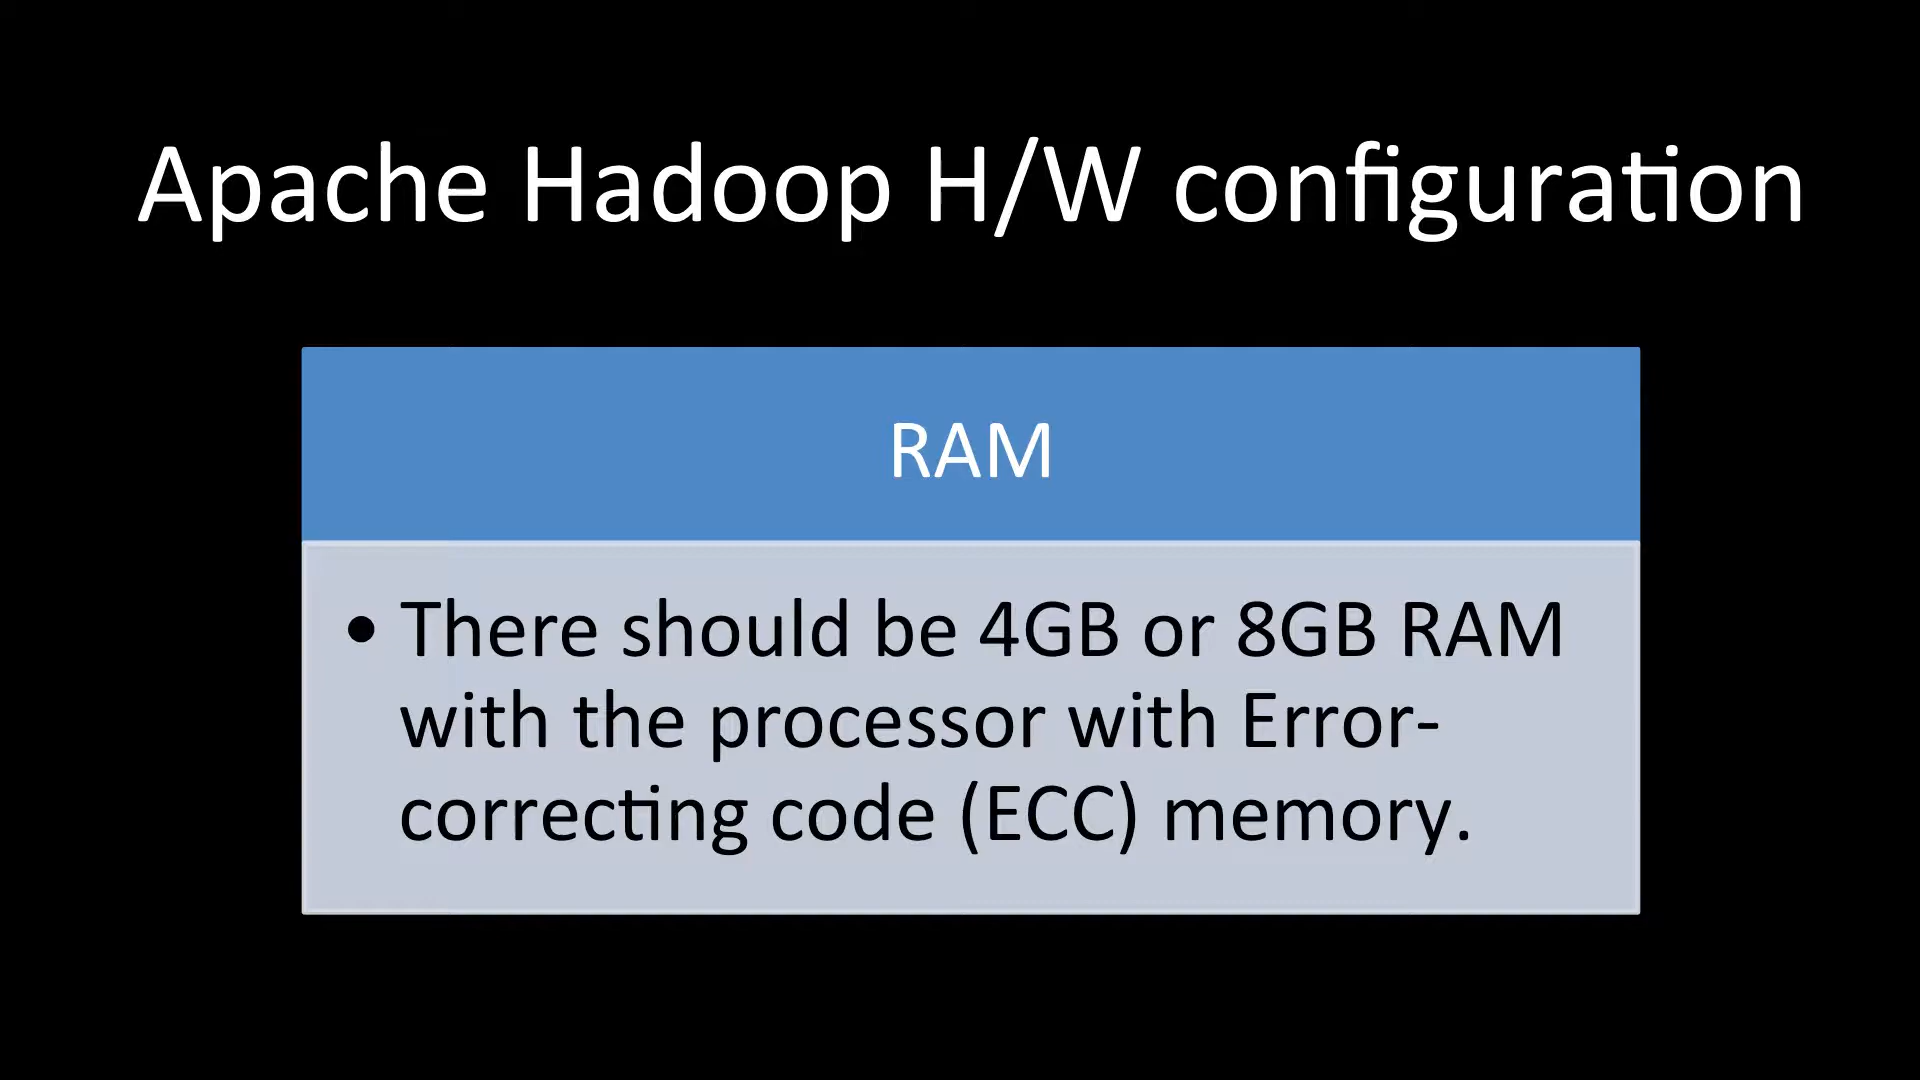 Apache Hadoop H/W configuration
RAM
• There should be 4GB or 8GB RAM
with the processor with Error-
correcting code (ECC) memory.